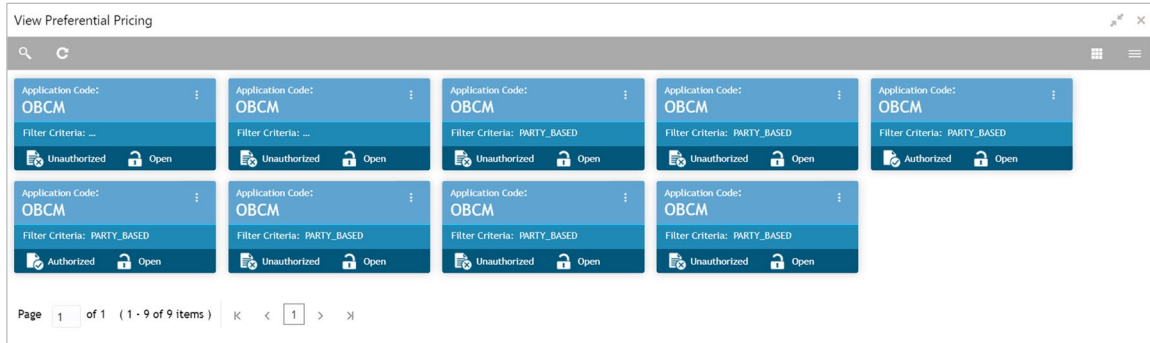 View Preferential Pricing
Application Code: Application Code: Application Code: Application Code: Application Code:
OBCM OBCM OBCM OBCM OBCM
Filter Criteria: ... Filter Criteria: ... Filter Criteria: PARTY_BASED Filter Criteria: PARTY_BASED Filter Criteria: PARTY_BASED
Unauthorized Open Unauthorized Open Unauthorized Open Unauthorized Open Authorized Open
Application Code: Application Code: Application Code: Application Code:
OBCM OBCM OBCM OBCM
Filter Criteria: PARTY_BASED Filter Criteria: PARTY_BASED Filter Criteria: PARTY_BASED Filter Criteria: PARTY_BASED
Authorized Open Unauthorized Open Unauthorized Open Unauthorized Open
Page 1 of 1 ( 1 - 9 of 9 items ) 1